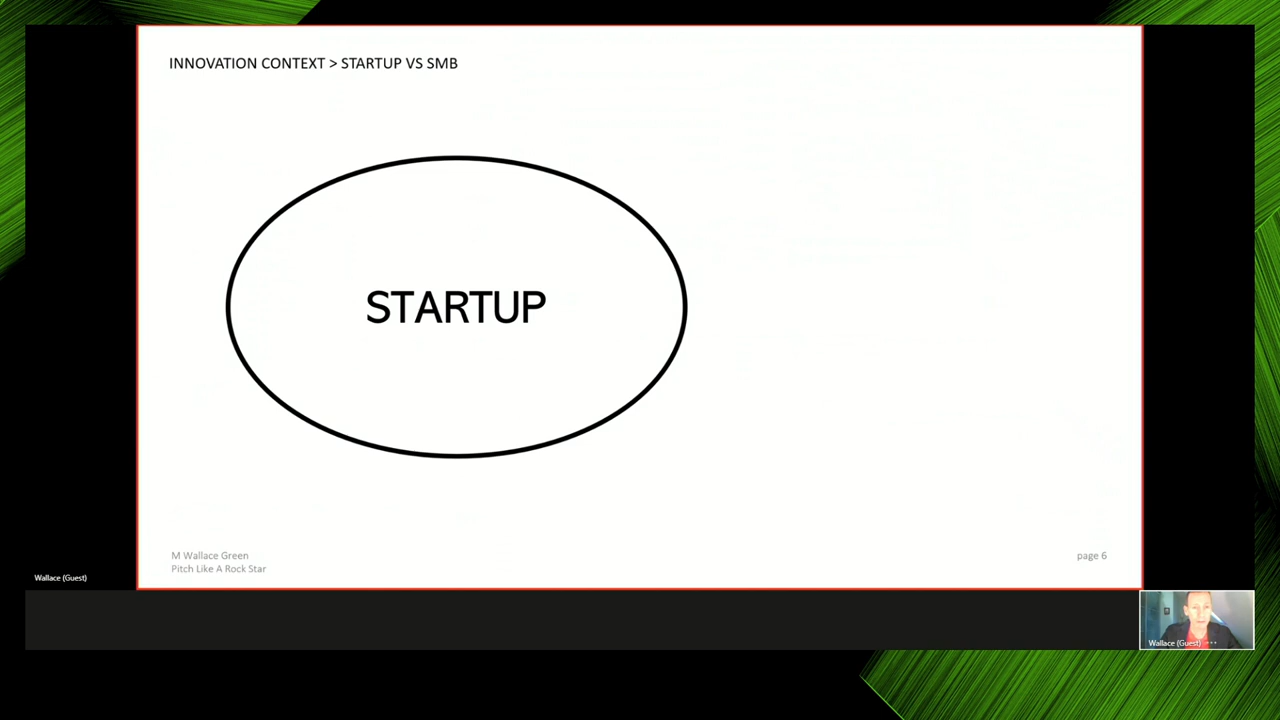 INNOVATION CONTEXT > STARTUP VS SMB
STARTUP
M Wallace Green
Pitch Like A Rock Star
page 6
Wallace (Guest)
Wallace (Guest)